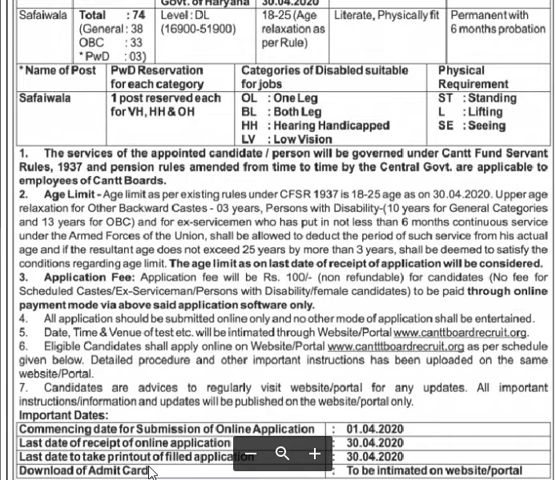 Govt. of Haryana 30.04.2020
Safaiwala Total : 74 Level : DL 18-25 (Age Literate, Physically fit Permanent with
(General : 38 (16900-51900) relaxation as 6 months probation
OBC : 33 per Rule)
*PwD : 03)
*Name of Post PwD Reservation Categories of Disabled suitable Physical
for each category for jobs Requirement
Safaiwala 1 post reserved each OL : One Leg ST : Standing
for VH, HH & OH BL : Both Leg L : Lifting
HH : Hearing Handicapped SE : Seeing
LV : Low Vision
1. The services of the appointed candidate / person will be governed under Cantt Fund Servant
Rules, 1937 and pension rules amended from time to time by the Central Govt. are applicable to
employees of Cantt Boards.
2. Age Limit - Age limit as per existing rules under CFSR 1937 is 18-25 age as on 30.04.2020. Upper age
relaxation for Other Backward Castes - 03 years, Persons with Disability-(10 years for General Categories
and 13 years for OBC) and for ex-servicemen who has put in not less than 6 months continuous service
under the Armed Forces of the Union, shall be allowed to deduct the period of such service from his actual
age and if the resultant age does not exceed 25 years by more than 3 years, shall be deemed to satisfy the
conditions regarding age limit. The age limit as on last date of receipt of application will be considered.
3. Application Fee: Application fee will be Rs. 100/- (non refundable) for candidates (No fee for
Scheduled Castes/Ex-Serviceman/Persons with Disability/female candidates) to be paid through online
payment mode via above said application software only.
4. All application should be submitted online only and no other mode of application shall be entertained.
5. Date, Time & Venue of test etc. will be intimated through Website/Portal www.canttboardrecruit.org.
6. Eligible Candidates shall apply online on Website/Portal www.cantttboardrecruit.org as per schedule
given below. Detailed procedure and other important instructions has been uploaded on the same
website/Portal.
7. Candidates are advices to regularly visit website/portal for any updates. All important
instructions/information and updates will be published on the website/portal only.
Important Dates:
Commencing date for Submission of Online Application : 01.04.2020
Last date of receipt of online application : 30.04.2020
Last date to take printout of filled application : 30.04.2020
Download of Admit Card : To be intimated on website/portal